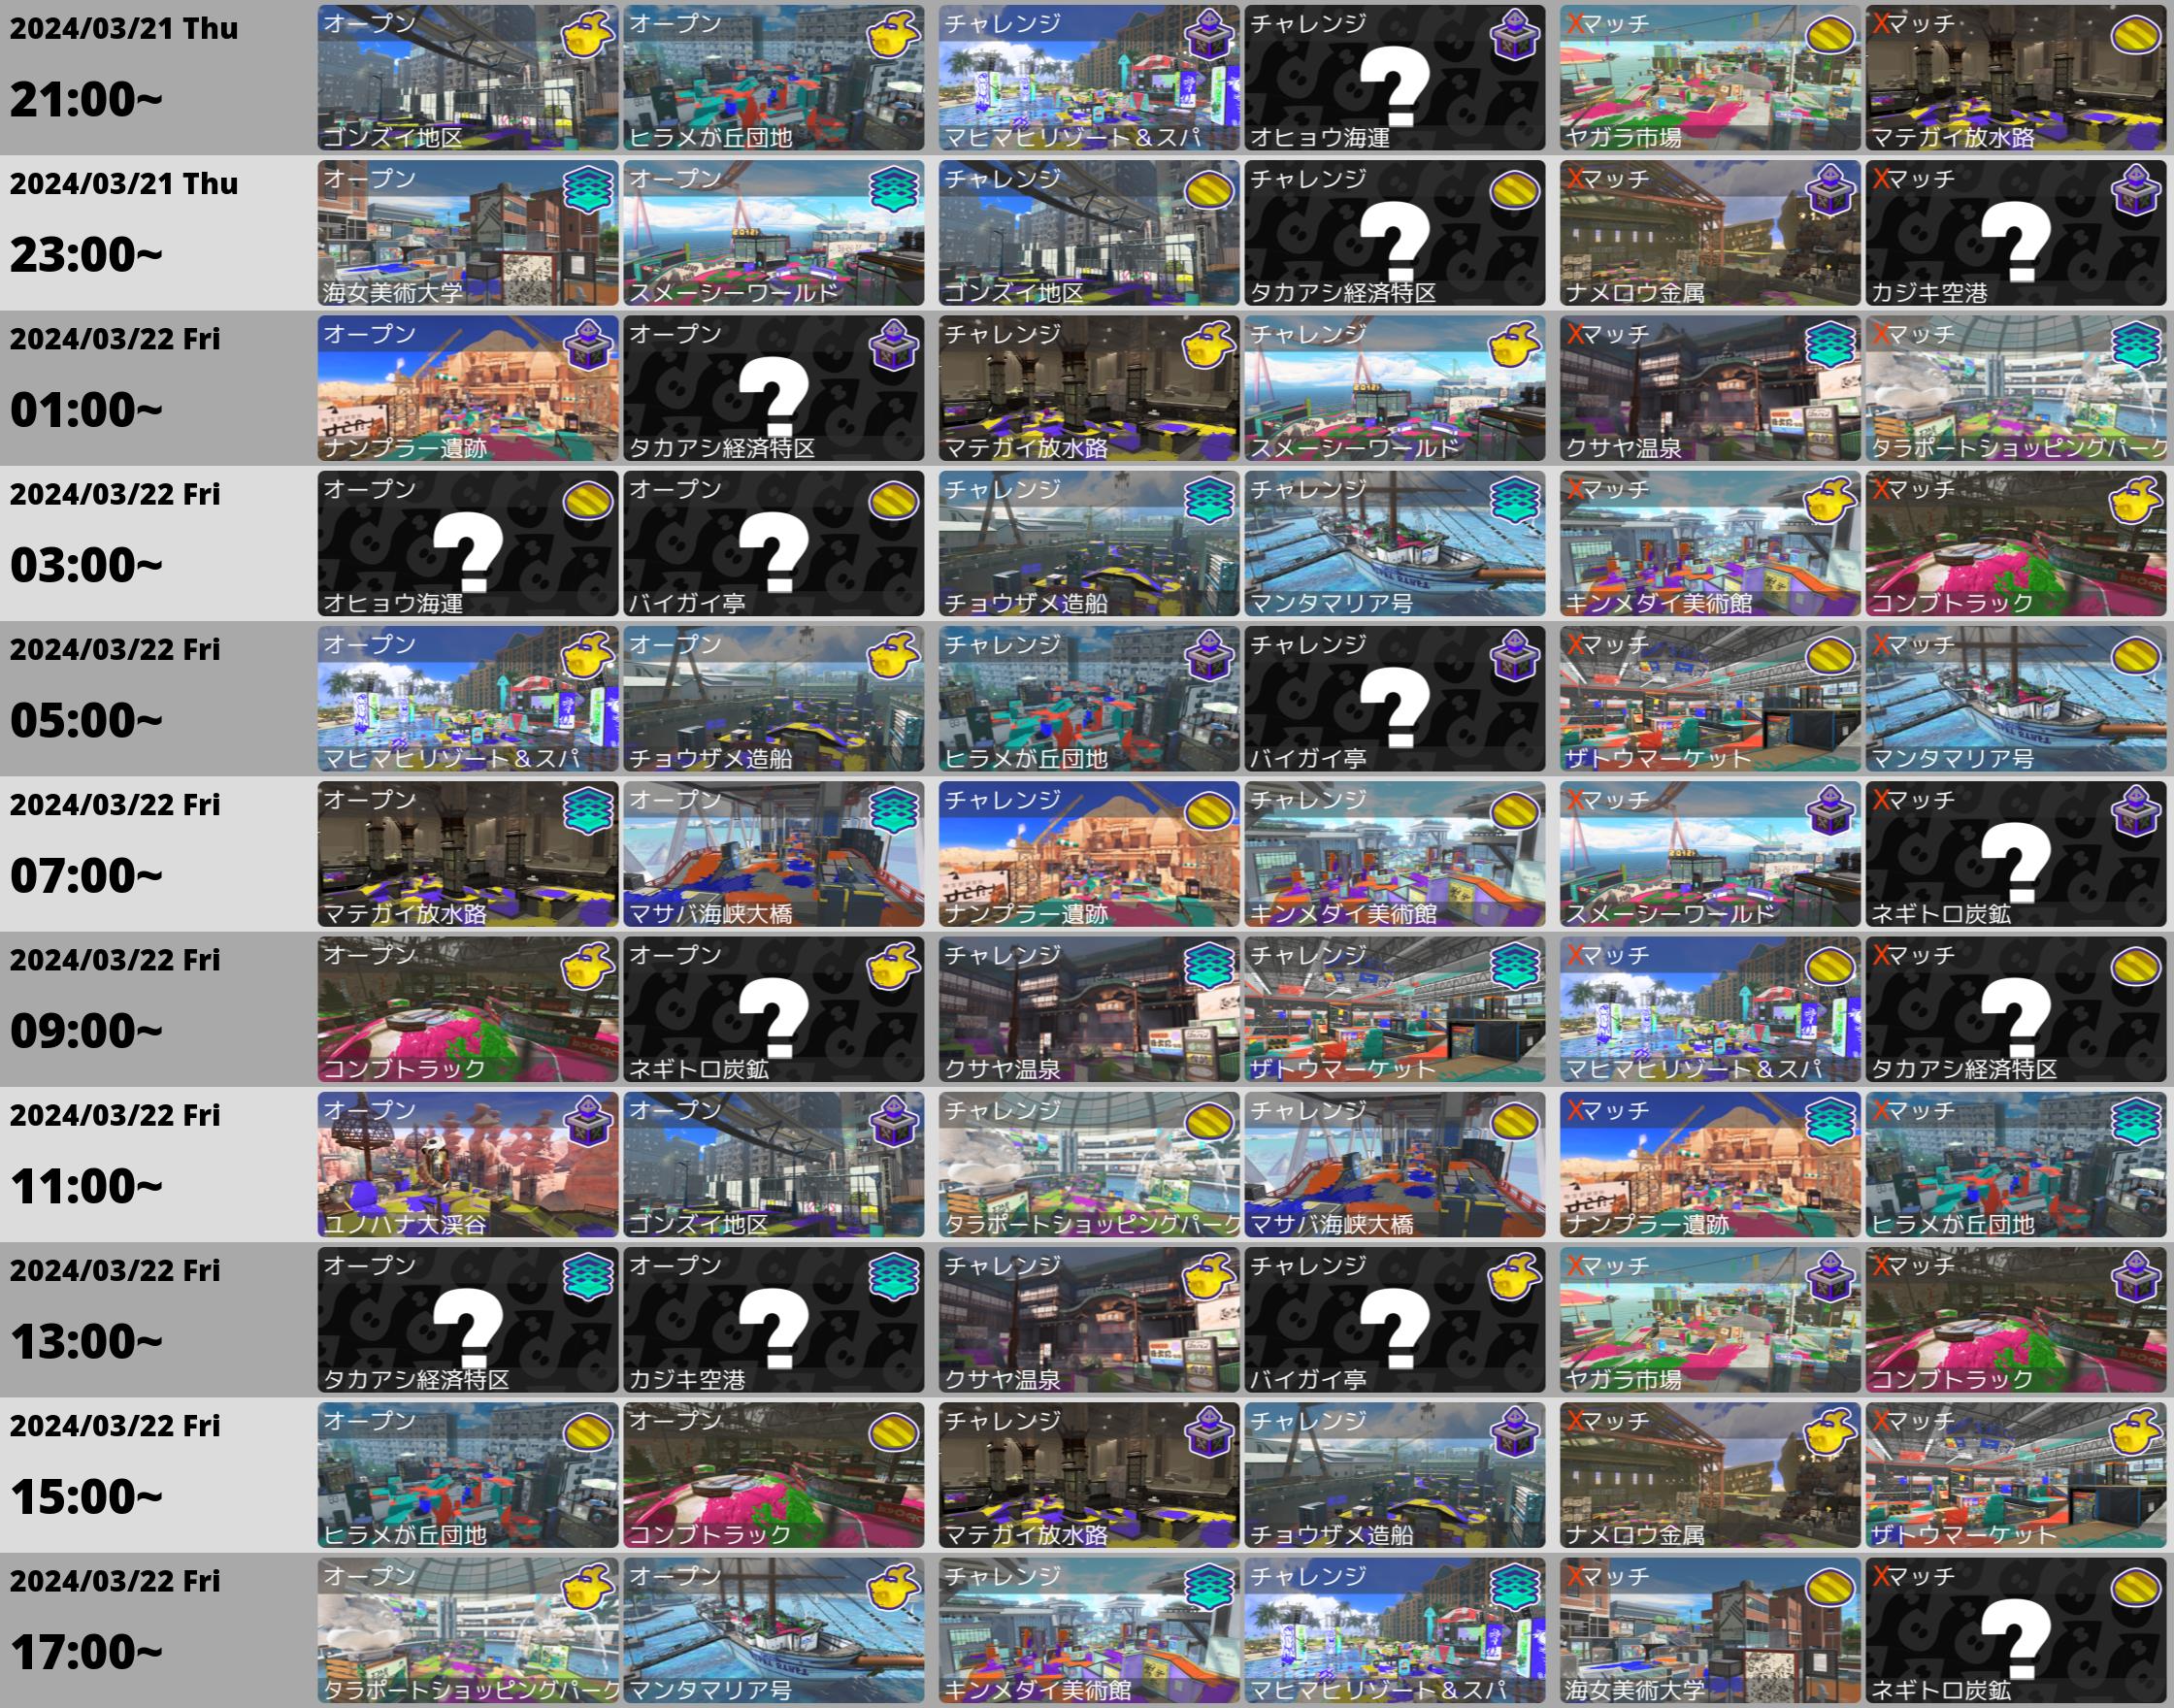 2024/03/21 Thu
21:00~
オープン
ゴンズイ地区
オープン
ヒラメが丘団地
チャレンジ
マヒマヒリゾート＆スパ
チャレンジ
オヒョウ海運
Xマッチ
ヤガラ市場
Xマッチ
マテガイ放水路
2024/03/21 Thu
23:00~
オープン
海女美術大学
オープン
スメーシーワールド
チャレンジ
ゴンズイ地区
チャレンジ
タカアシ経済特区
Xマッチ
ナメロウ金属
Xマッチ
カジキ空港
2024/03/22 Fri
01:00~
オープン
ナンプラー遺跡
オープン
タカアシ経済特区
チャレンジ
マテガイ放水路
チャレンジ
スメーシーワールド
Xマッチ
クサヤ温泉
Xマッチ
タラポートショッピングパーク
2024/03/22 Fri
03:00~
オープン
オヒョウ海運
オープン
バイガイ亭
チャレンジ
チョウザメ造船
チャレンジ
マンタマリア号
Xマッチ
キンメダイ美術館
Xマッチ
コンブトラック
2024/03/22 Fri
05:00~
オープン
マヒマヒリゾート＆スパ
オープン
チョウザメ造船
チャレンジ
ヒラメが丘団地
チャレンジ
バイガイ亭
Xマッチ
ザトウマーケット
Xマッチ
マンタマリア号
2024/03/22 Fri
07:00~
オープン
マテガイ放水路
オープン
マサバ海峡大橋
チャレンジ
ナンプラー遺跡
チャレンジ
キンメダイ美術館
Xマッチ
スメーシーワールド
Xマッチ
ネギトロ炭鉱
2024/03/22 Fri
09:00~
オープン
コンブトラック
オープン
ネギトロ炭鉱
チャレンジ
クサヤ温泉
チャレンジ
ザトウマーケット
Xマッチ
マヒマヒリゾート＆スパ
Xマッチ
タカアシ経済特区
2024/03/22 Fri
11:00~
オープン
ユノハナ大渓谷
オープン
ゴンズイ地区
チャレンジ
タラポートショッピングパーク
チャレンジ
マサバ海峡大橋
Xマッチ
ナンプラー遺跡
Xマッチ
ヒラメが丘団地
2024/03/22 Fri
13:00~
オープン
タカアシ経済特区
オープン
カジキ空港
チャレンジ
クサヤ温泉
チャレンジ
バイガイ亭
Xマッチ
ヤガラ市場
Xマッチ
コンブトラック
2024/03/22 Fri
15:00~
オープン
ヒラメが丘団地
オープン
コンブトラック
チャレンジ
マテガイ放水路
チャレンジ
チョウザメ造船
Xマッチ
ナメロウ金属
Xマッチ
ザトウマーケット
2024/03/22 Fri
17:00~
オープン
タラポートショッピングパーク
オープン
マンタマリア号
チャレンジ
キンメダイ美術館
チャレンジ
マヒマヒリゾート＆スパ
Xマッチ
海女美術大学
Xマッチ
ネギトロ炭鉱